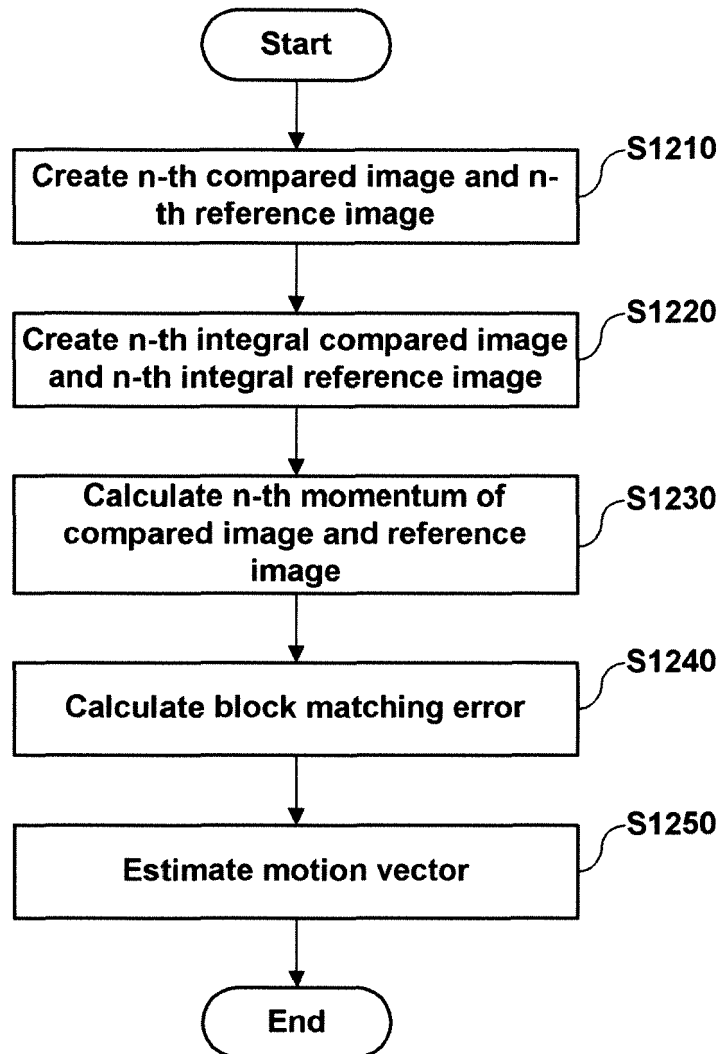 Start
S1210
Create n-th compared image and n-
th reference image
S1220
Create n-th integral compared image
and n-th integral reference image
S1230
Calculate n-th momentum of
compared image and reference
image
S1240
Calculate block matching error
S1250
Estimate motion vector
End